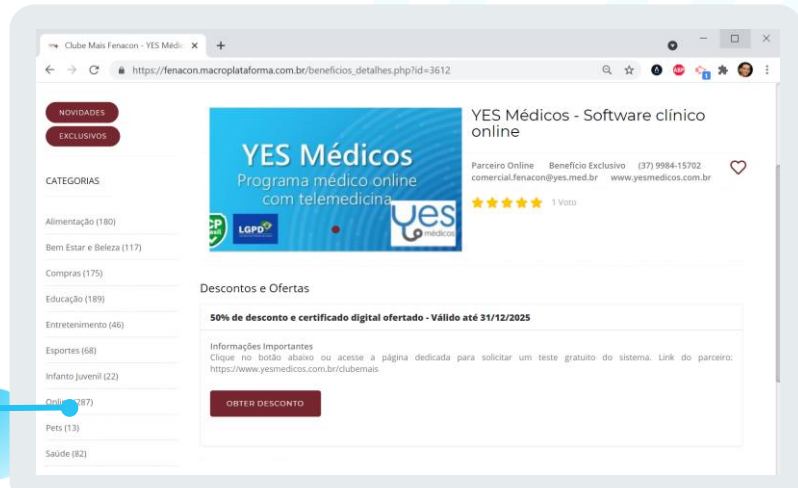 Clube Mais Fenacon - YES Médic
https://fenacon.macroplataforma.com.br/beneficios_detalhes.php?id=3612
ABP
1
NOVIDADES
EXCLUSIVOS
CATEGORIAS
Alimentação (180)
Bem Estar e Beleza (117)
Compras (175)
Educação (189)
Entretenimento (46)
Esportes (68)
Infanto Juvenil (22)
Online (287)
Pets (13)
Saúde (82)
YES Médicos
Programa médico online
com telemedicina
CP
LGPD
yes
médicos
YES Médicos - Software clínico
online
Parceiro Online Benefício Exclusivo (37) 9984-15702
comercial.fenacon@yes.med.br www.yesmedicos.com.br
1 Voto
Descontos e Ofertas
50% de desconto e certificado digital ofertado - Válido até 31/12/2025
Informações Importantes
Clique no botão abaixo ou acesse a página dedicada para solicitar um teste gratuito do sistema. Link do parceiro:
https://www.yesmedicos.com.br/clubemais
OBTER DESCONTO